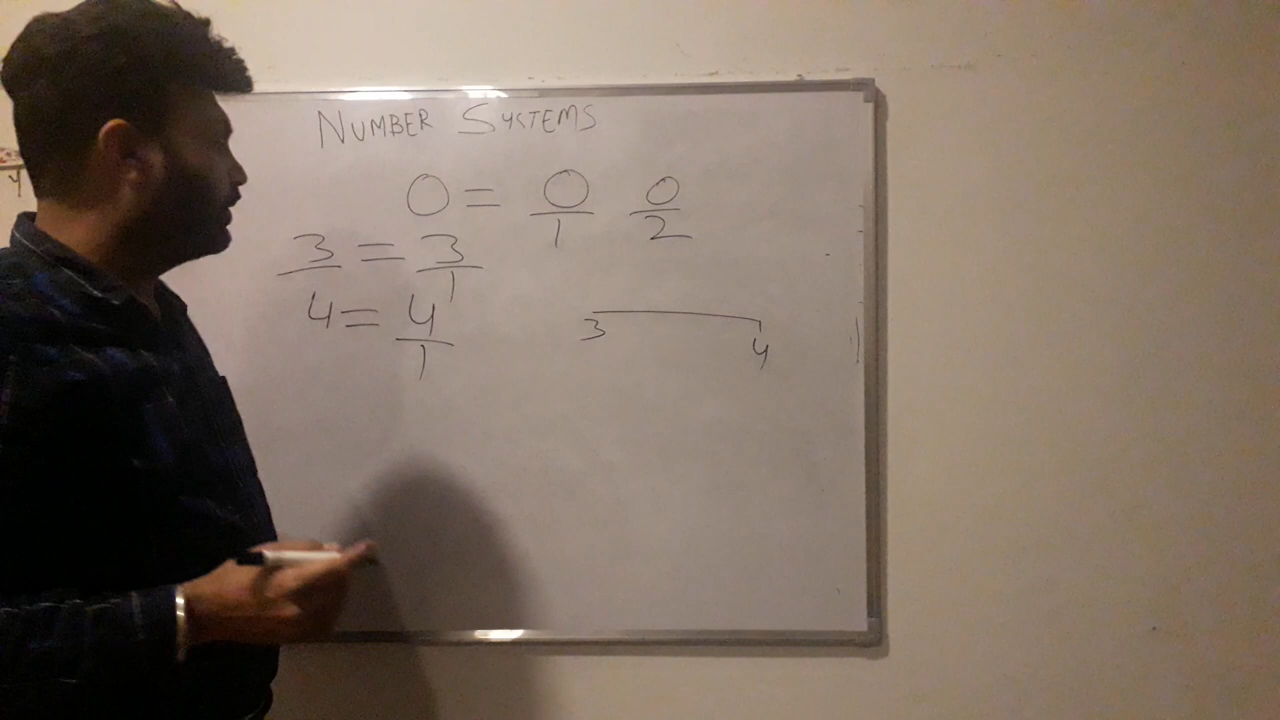 NUMBER SYSTEMS
0 = 0/1 0/2
3 = 3/1
4 = 4/1
3 4